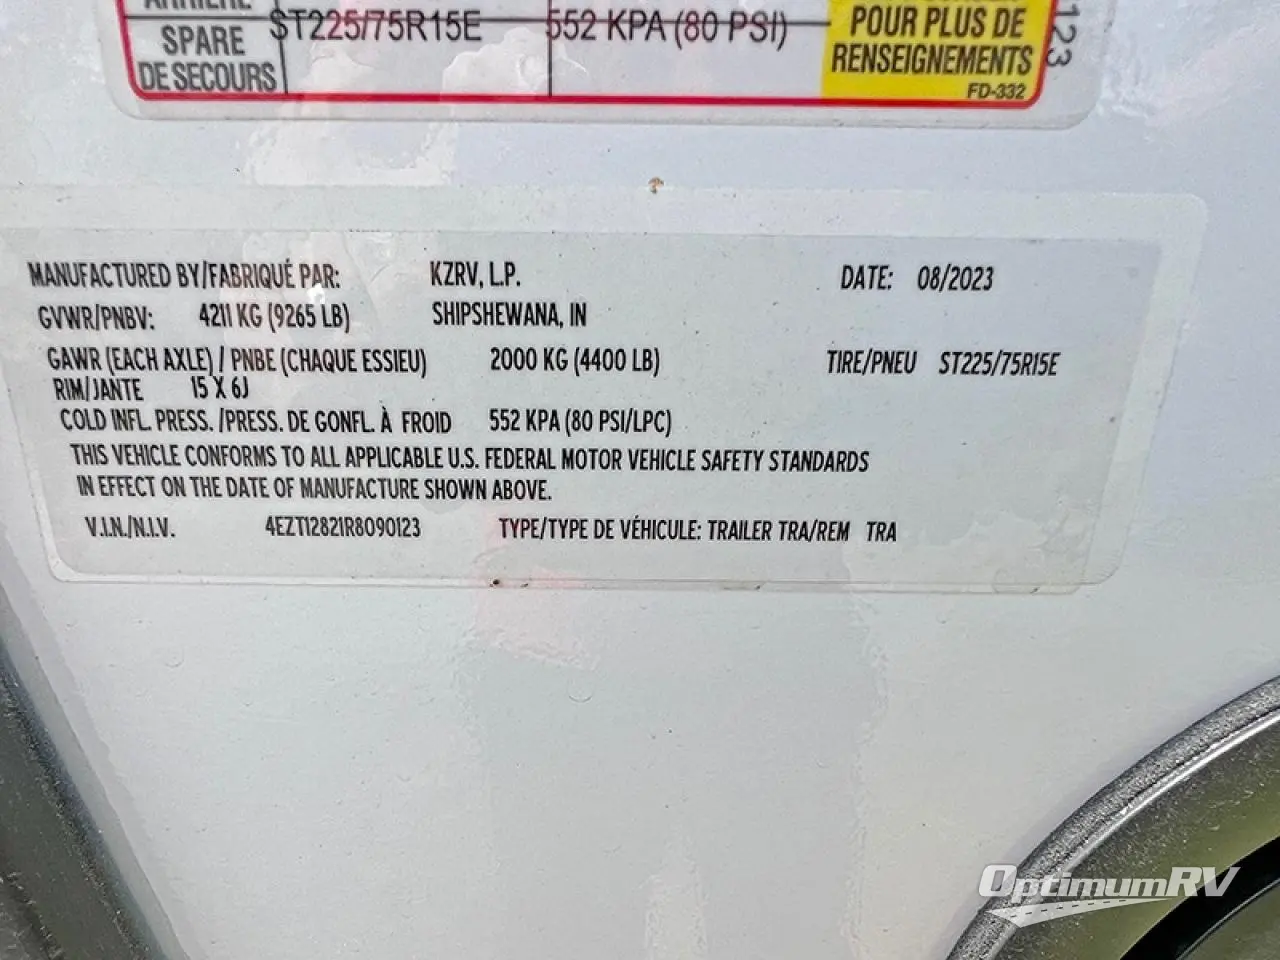 ARRIÈRE
SPARE
DE SECOURS
ST225/75R15E
552 KPA (80 PSI)
POUR PLUS DE
RENSEIGNEMENTS
FD-332
123
MANUFACTURED BY/FABRIQUÉ PAR: KZRV, L.P. DATE: 08/2023
GVWR/PNBV: 4211 KG (9265 LB) SHIPSHEWANA, IN
GAWR (EACH AXLE) / PNBE (CHAQUE ESSIEU) 2000 KG (4400 LB) TIRE/PNEU ST225/75R15E
RIM/JANTE 15 X 6J
COLD INFL. PRESS. /PRESS. DE GONFL. À FROID 552 KPA (80 PSI/LPC)
THIS VEHICLE CONFORMS TO ALL APPLICABLE U.S. FEDERAL MOTOR VEHICLE SAFETY STANDARDS
IN EFFECT ON THE DATE OF MANUFACTURE SHOWN ABOVE.
V.I.N./N.I.V. 4EZT12821R8090123 TYPE/TYPE DE VÉHICULE: TRAILER TRA/REM TRA
OptimumRV